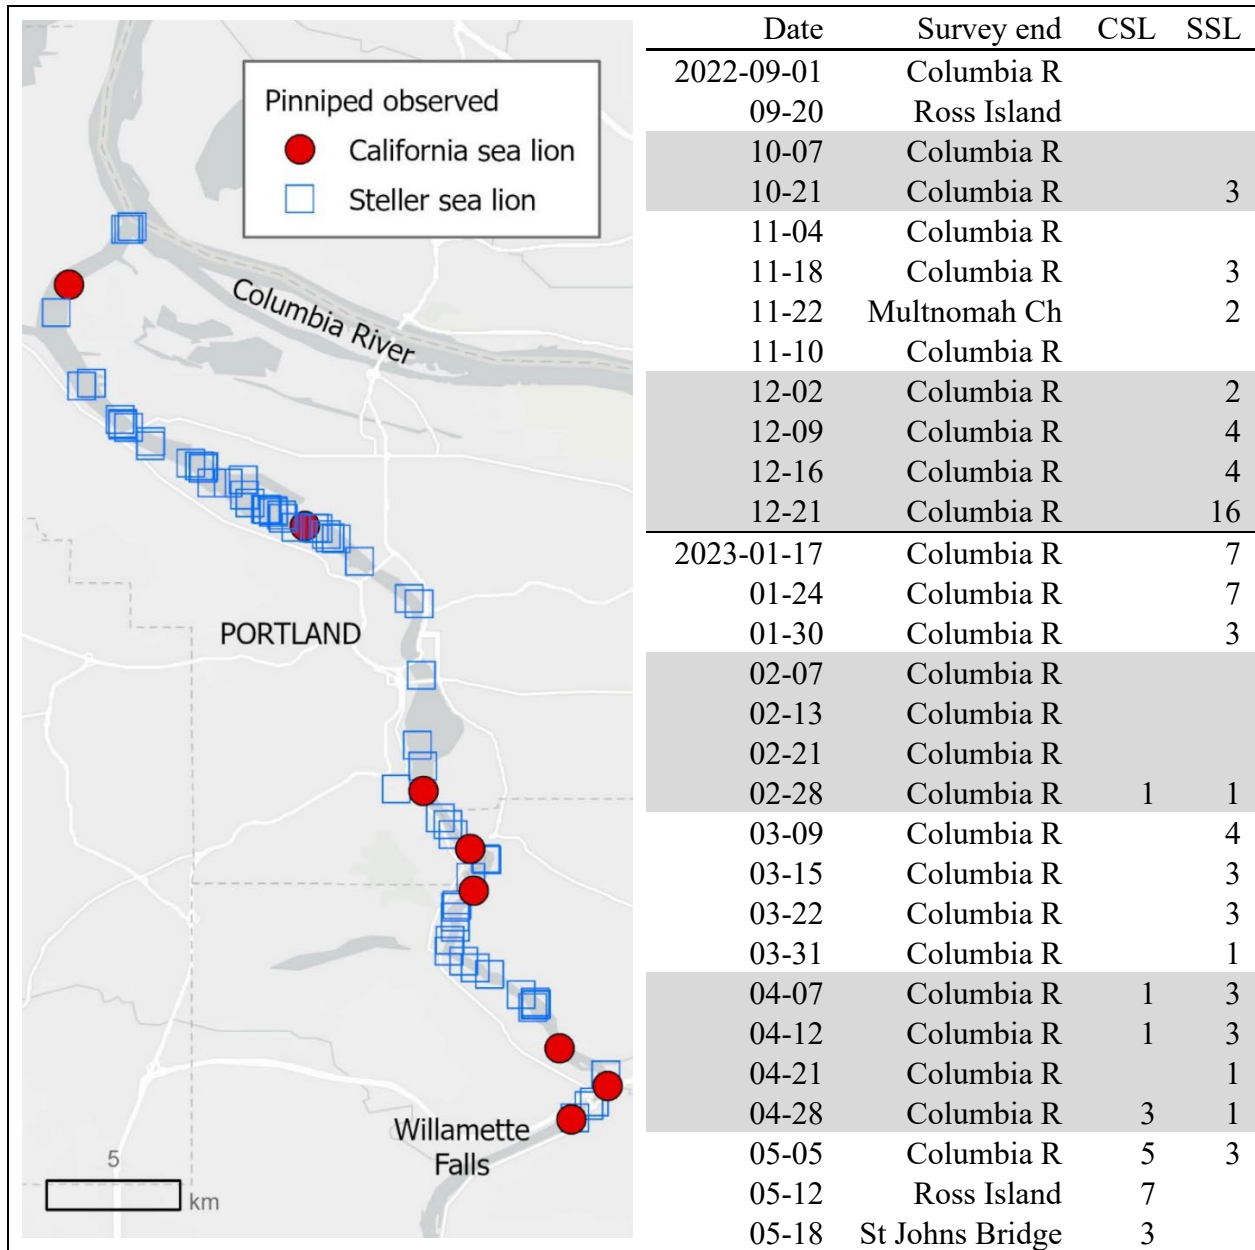 Pinniped observed
California sea lion
Steller sea lion
Columbia River
PORTLAND
Willamette
Falls
5
km
Date Survey end CSL SSL
2022-09-01 Columbia R
09-20 Ross Island
10-07 Columbia R
10-21 Columbia R 3
11-04 Columbia R
11-18 Columbia R 3
11-22 Multnomah Ch 2
11-10 Columbia R
12-02 Columbia R 2
12-09 Columbia R 4
12-16 Columbia R 4
12-21 Columbia R 16
2023-01-17 Columbia R 7
01-24 Columbia R 7
01-30 Columbia R 3
02-07 Columbia R
02-13 Columbia R
02-21 Columbia R
02-28 Columbia R 1 1
03-09 Columbia R 4
03-15 Columbia R 3
03-22 Columbia R 3
03-31 Columbia R 1
04-07 Columbia R 1 3
04-12 Columbia R 1 3
04-21 Columbia R 1
04-28 Columbia R 3 1
05-05 Columbia R 5 3
05-12 Ross Island 7
05-18 St Johns Bridge 3